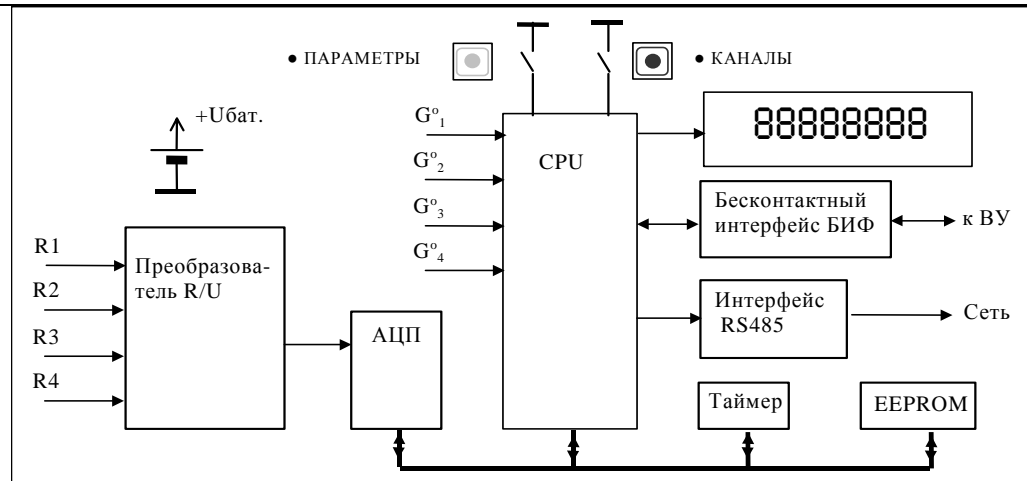 • ПАРАМЕТРЫ
• КАНАЛЫ
+Uбат.
88888888
G°1
G°2
G°3
G°4
CPU
Бесконтактный
интерфейс БИФ
к ВУ
R1
R2
R3
R4
Преобразова-
тель R/U
АЦП
Интерфейс
RS485
Сеть
Таймер
EEPROM